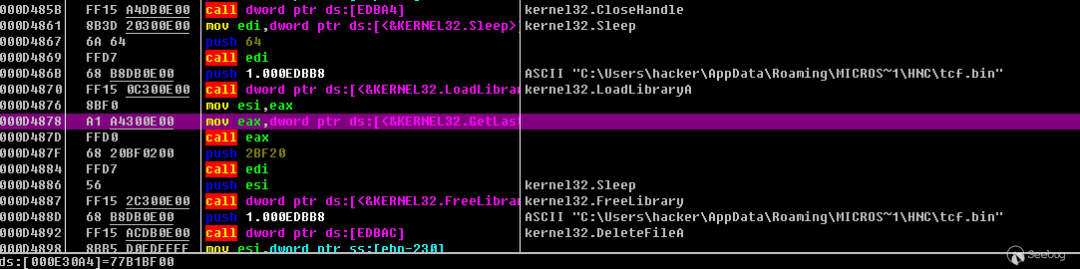 000D485B FF15 A4DB0E00 call dword ptr ds:[EDBA4] kernel32.CloseHandle
000D4861 8B3D 20300E00 mov edi,dword ptr ds:[<&KERNEL32.Sleep> kernel32.Sleep
000D4867 6A 64 push 64
000D4869 FFD7 call edi
000D486B 68 B8DB0E00 push 1.000EDBB8 ASCII "C:\Users\hacker\AppData\Roaming\MICROS~1\HNC\tcf.bin"
000D4870 FF15 0C300E00 call dword ptr ds:[<&KERNEL32.LoadLibrar kernel32.LoadLibraryA
000D4876 8BF0 mov esi,eax
000D4878 A1 A4300E00 mov eax,dword ptr ds:[<&KERNEL32.GetLas
000D487D FFD0 call eax
000D487F 68 20BF0200 push 2BF20
000D4884 FFD7 call edi
000D4886 56 push esi kernel32.Sleep
000D4887 FF15 2C300E00 call dword ptr ds:[<&KERNEL32.FreeLibrar kernel32.FreeLibrary
000D488D 68 B8DB0E00 push 1.000EDBB8 ASCII "C:\Users\hacker\AppData\Roaming\MICROS~1\HNC\tcf.bin"
000D4892 FF15 ACDB0E00 call dword ptr ds:[EDBAC] kernel32.DeleteFileA
000D4898 8BB5 D0FDFFFF mov esi,dword ptr ss:[ebp-230]
ds:[000E30A4]=77B1BF00
Seebug